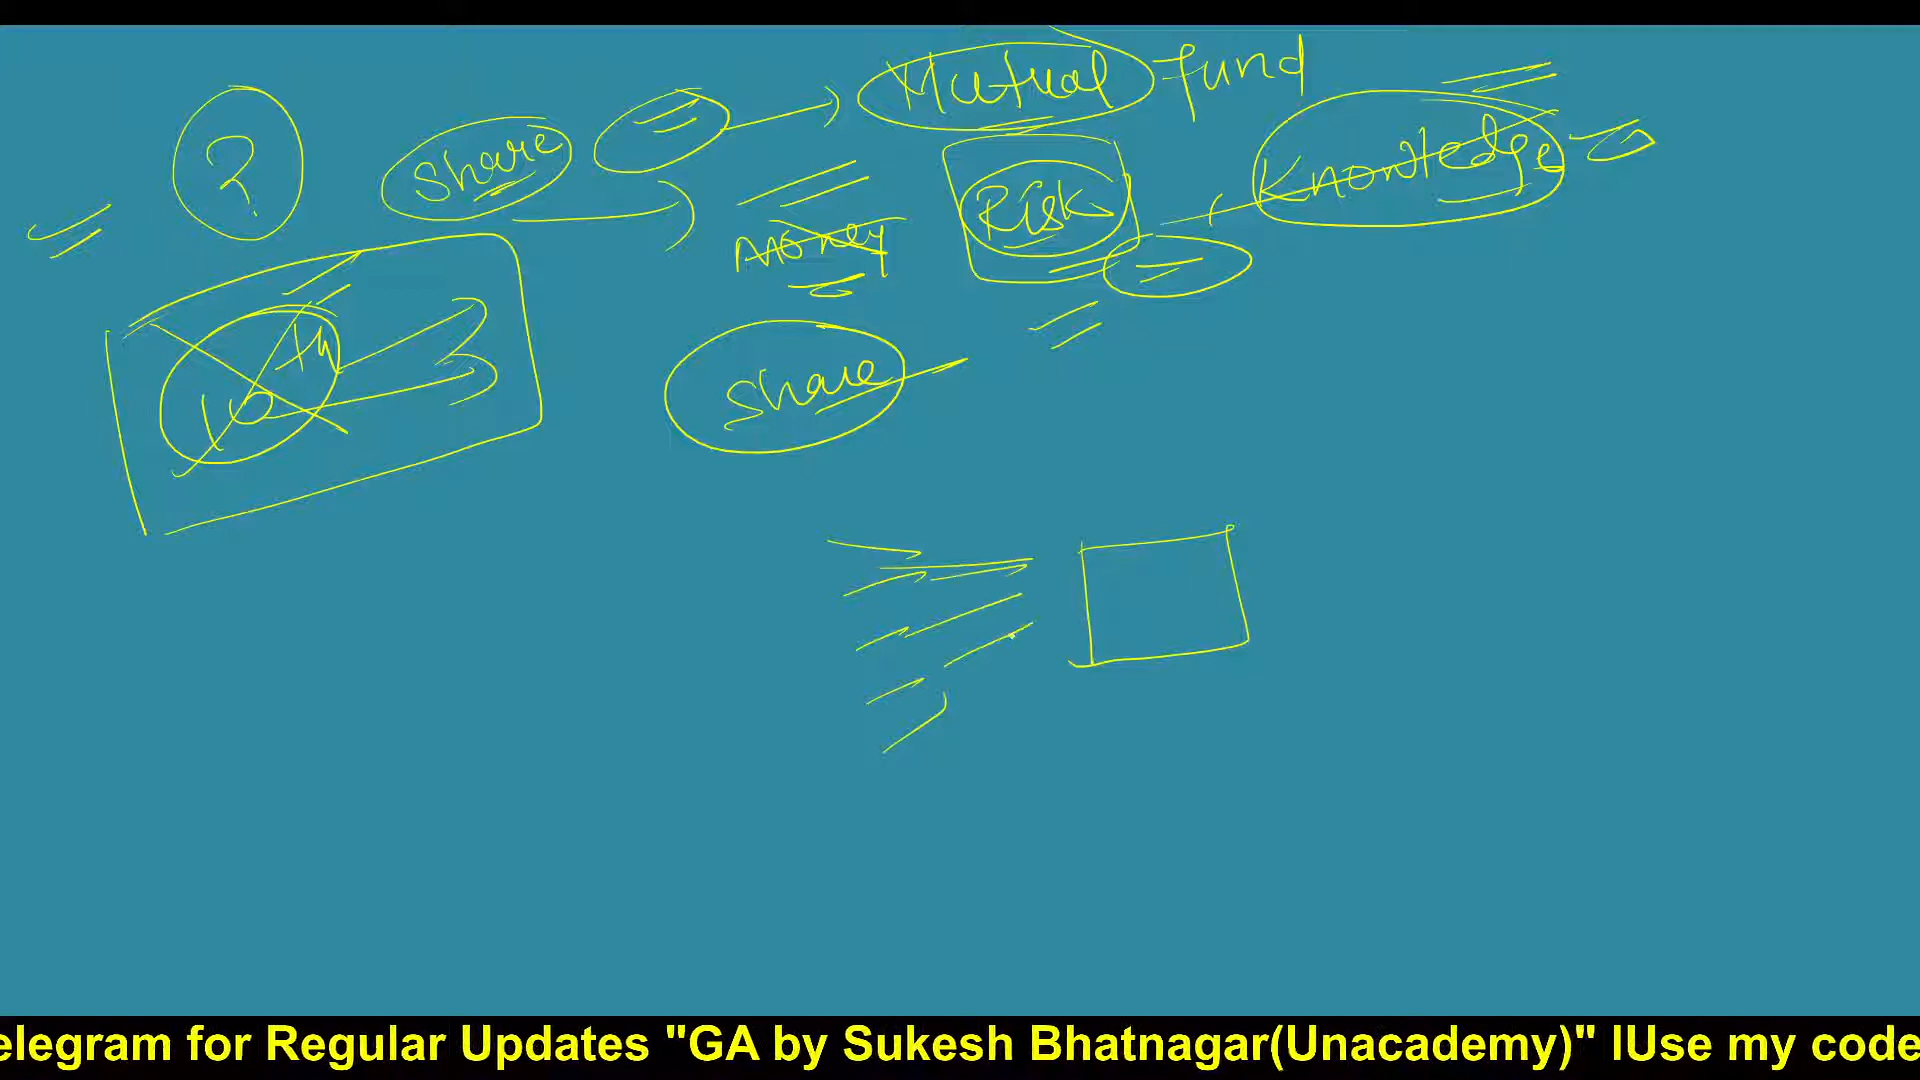 Mutual fund
?
Share
Knowledge
Risk
Money
Share
elegram for Regular Updates "GA by Sukesh Bhatnagar(Unacademy)" lUse my code